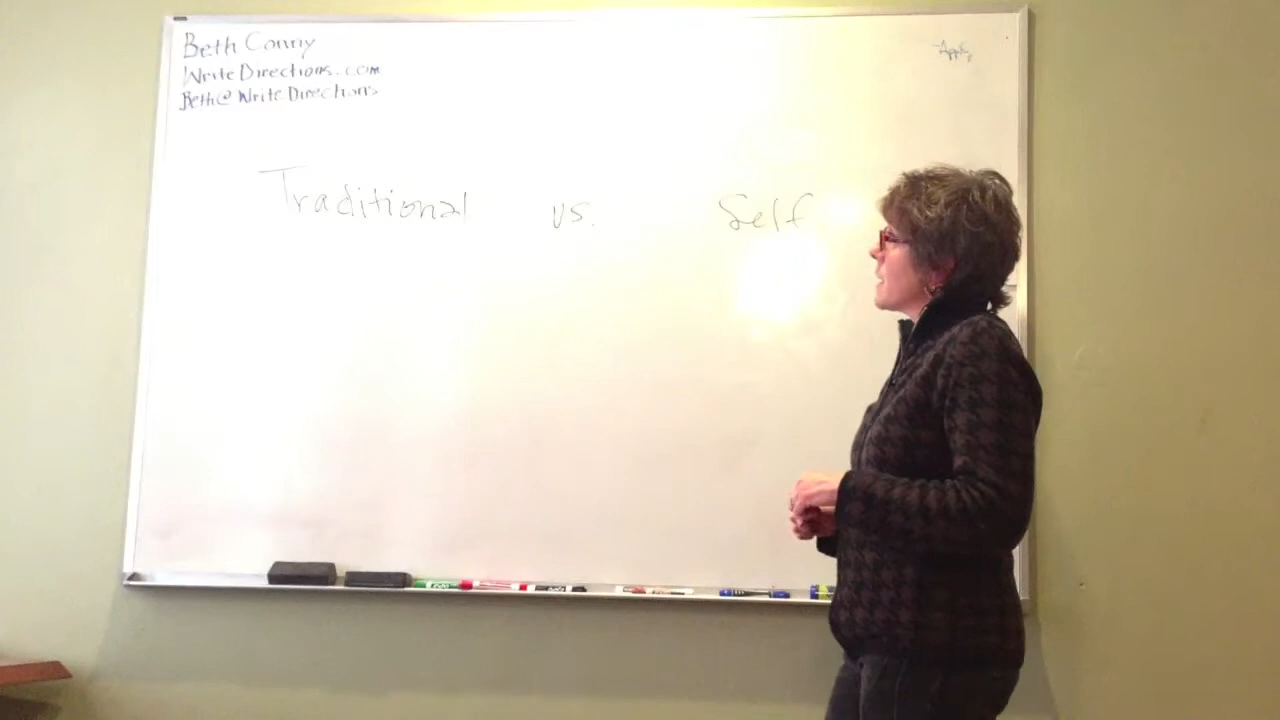 Beth Conny
WriteDirections.com
Beth@WriteDirections
Traditional vs. Self